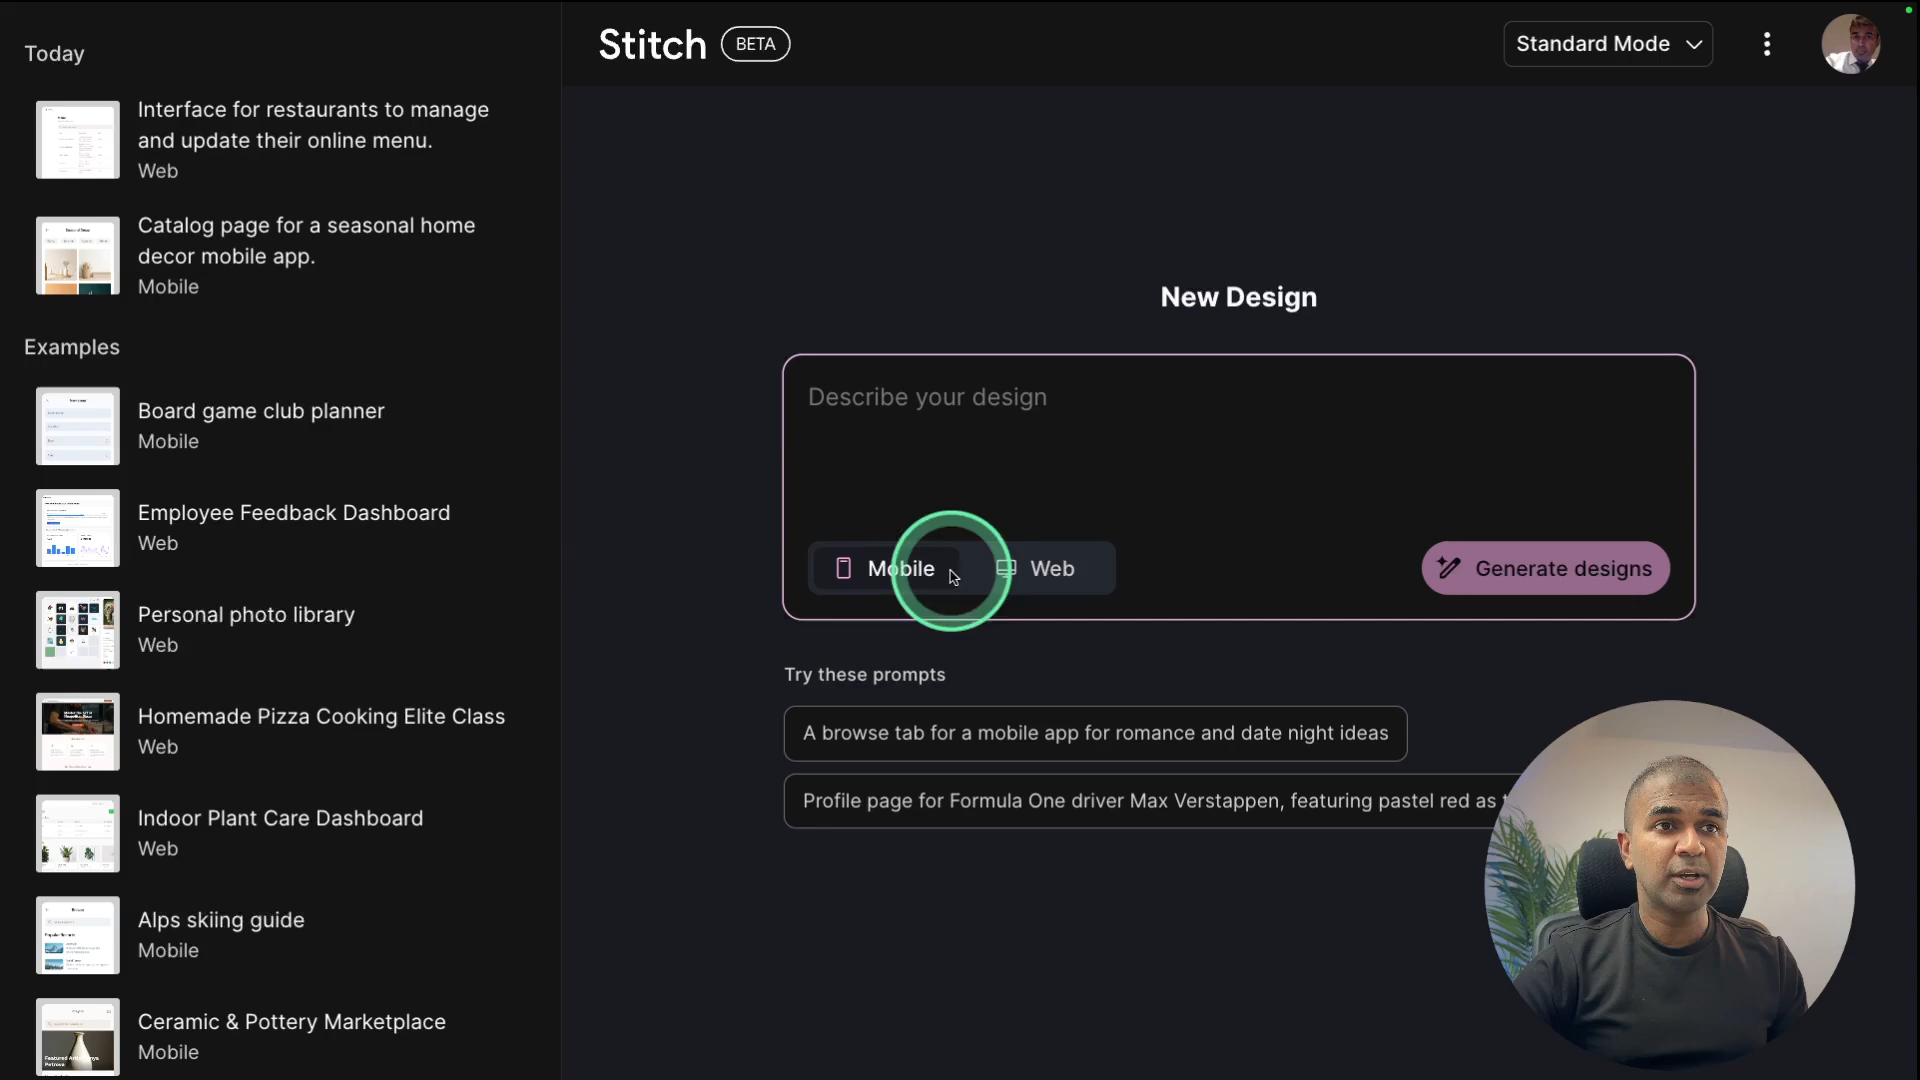 Today
Interface for restaurants to manage
and update their online menu.
Web
Catalog page for a seasonal home
decor mobile app.
Mobile
Examples
Board game club planner
Mobile
Employee Feedback Dashboard
Web
Personal photo library
Web
Homemade Pizza Cooking Elite Class
Web
Indoor Plant Care Dashboard
Web
Alps skiing guide
Mobile
Ceramic & Pottery Marketplace
Mobile
Stitch BETA
Standard Mode
New Design
Describe your design
Mobile Web
Generate designs
Try these prompts
A browse tab for a mobile app for romance and date night ideas
Profile page for Formula One driver Max Verstappen, featuring pastel red as